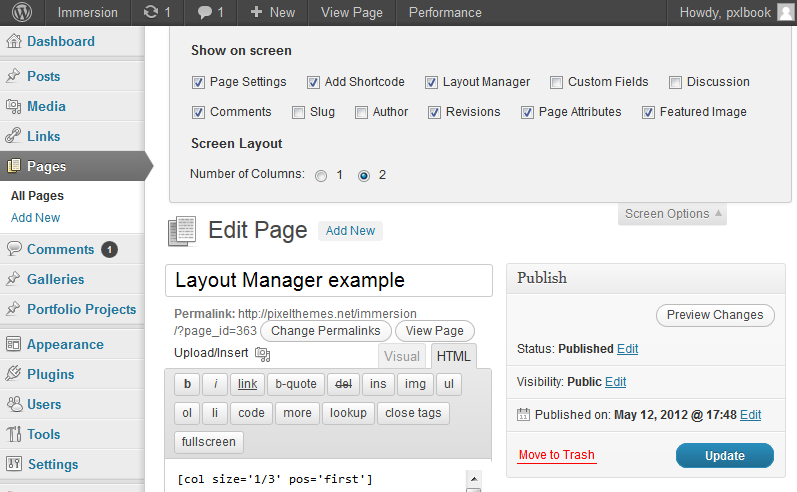 Immersion 1 1 New View Page Performance Howdy, pxlbook
Dashboard
Posts
Media
Links
Pages
All Pages
Add New
Comments 1
Galleries
Portfolio Projects
Appearance
Plugins
Users
Tools
Settings
Show on screen
Page Settings Add Shortcode Layout Manager Custom Fields Discussion
Comments Slug Author Revisions Page Attributes Featured Image
Screen Layout
Number of Columns: 1 2
Screen Options
Edit Page Add New
Layout Manager example
Permalink: http://pixelthemes.net/immersion
/?page_id=363 Change Permalinks View Page
Upload/Insert Visual HTML
b i link b-quote del ins img ul
ol li code more lookup close tags
fullscreen
[col size='1/3' pos='first']
Publish
Preview Changes
Status: Published Edit
Visibility: Public Edit
Published on: May 12, 2012 @ 17:48 Edit
Move to Trash Update